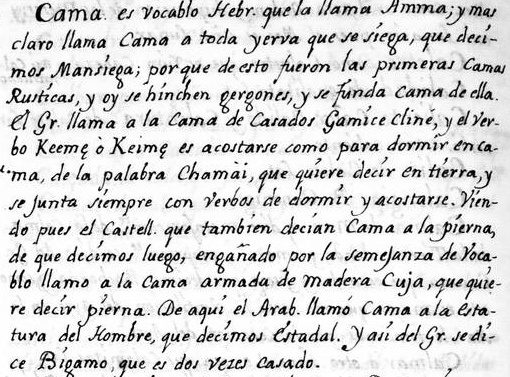 Cama. es vocablo Hebr. que la llama Amma; y mas
claro llama Cama a toda yerva que se siega, que deci-
mos Mansiega; porque de esto fueron las primeras Camas
Rusticas, y oy se hinchen gergones, y se funda Cama de ella.
El Gr. llama a la Cama de Casados Gamice cline, y el Ver-
bo Keemę ò Keimę es acostarse como para dormir en ca-
ma, de la palabra Chamai, que quiere decir en tierra, y
se junta siempre con verbos de dormir y acostarse. Vien-
do pues el Castell. que tambien decian Cama a la pierna,
de que decimos luego, engañado por la semejanza de Voca-
blo llamo a la Cama armada de madera Cuja, que quie-
re decir pierna. De aqui el Arab. llamó Cama a la Esta-
tura del Hombre, que decimos Estadal. Y asi del Gr. se di-
ce Bigamo, que es dos vezes casado.